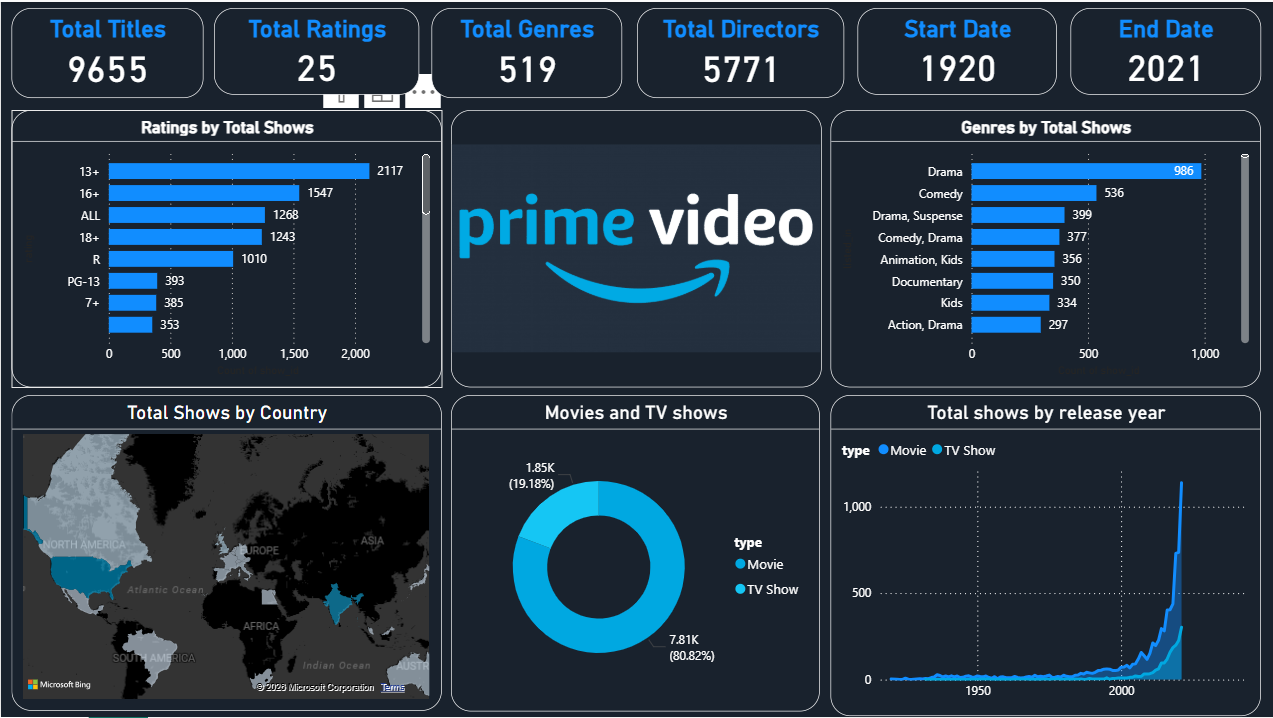 Total Titles
9655
Total Ratings
25
Total Genres
519
Total Directors
5771
Start Date
1920
End Date
2021
Ratings by Total Shows
13+ 2117
16+ 1547
ALL 1268
18+ 1243
R 1010
PG-13 393
7+ 385
353
0 500 1,000 1,500 2,000
prime video
Genres by Total Shows
Drama 986
Comedy 536
Drama, Suspense 399
Comedy, Drama 377
Animation, Kids 356
Documentary 350
Kids 334
Action, Drama 297
0 500 1,000
Total Shows by Country
NORTH AMERICA
EUROPE
ASIA
Atlantic Ocean
AFRICA
SOUTH AMERICA
Indian Ocean
AUSTR
Microsoft Bing
© 2026 Microsoft Corporation Terms
Movies and TV shows
1.85K
(19.18%)
type
Movie
TV Show
7.81K
(80.82%)
Total shows by release year
type Movie TV Show
1,000
500
0
1950 2000